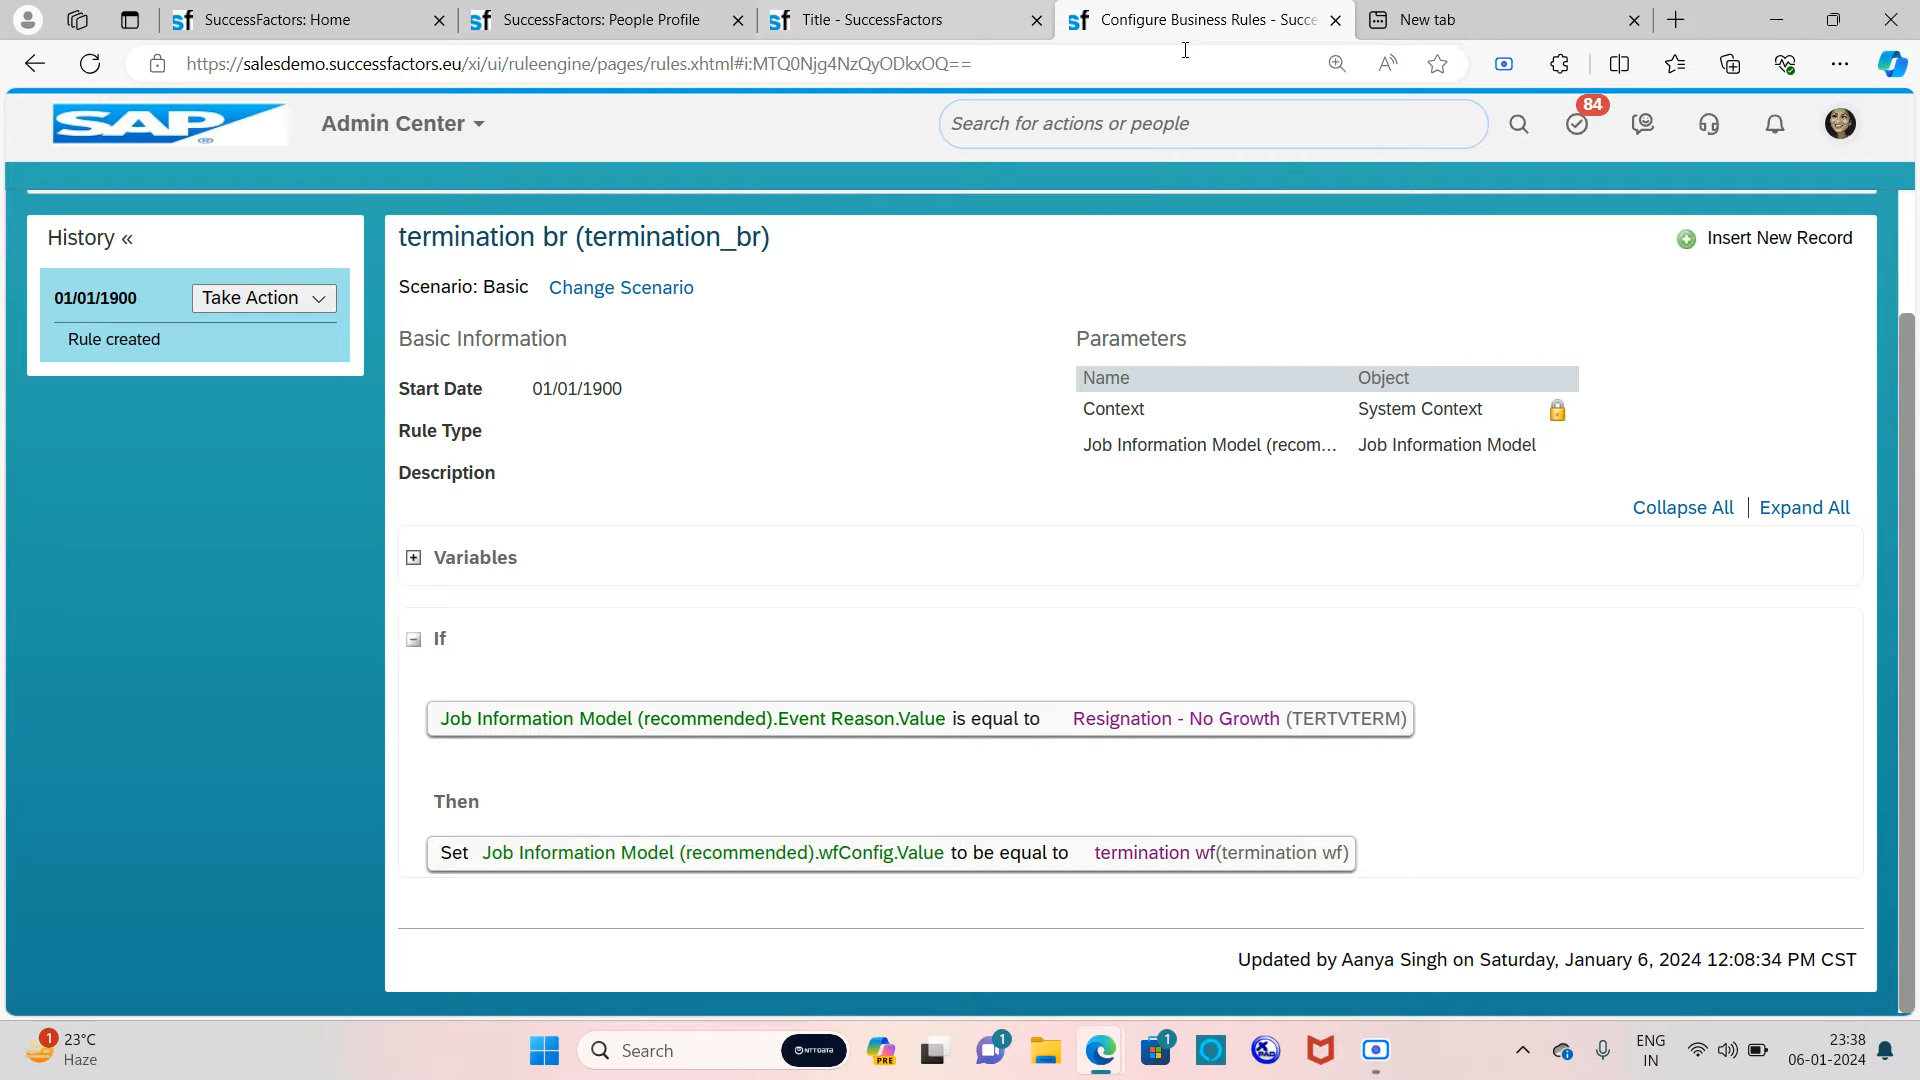 SuccessFactors: Home
SuccessFactors: People Profile
Title - SuccessFactors
Configure Business Rules - Succe
New tab
https://salesdemo.successfactors.eu/xi/ui/ruleengine/pages/rules.xhtml#i:MTQ0Njg4NzQyODkxOQ==
SAP
Admin Center
Search for actions or people
84
History «
01/01/1900
Take Action
Rule created
termination br (termination_br)
Insert New Record
Scenario: Basic
Change Scenario
Basic Information
Start Date
01/01/1900
Rule Type
Description
Parameters
Name
Object
Context
System Context
Job Information Model (recom...
Job Information Model
Collapse All
Expand All
Variables
If
Job Information Model (recommended).Event Reason.Value is equal to Resignation - No Growth (TERTVTERM)
Then
Set Job Information Model (recommended).wfConfig.Value to be equal to termination wf(termination wf)
Updated by Aanya Singh on Saturday, January 6, 2024 12:08:34 PM CST
1
23°C
Haze
Search
NTT DATA
PRE
1
1
ENG
IN
23:38
06-01-2024